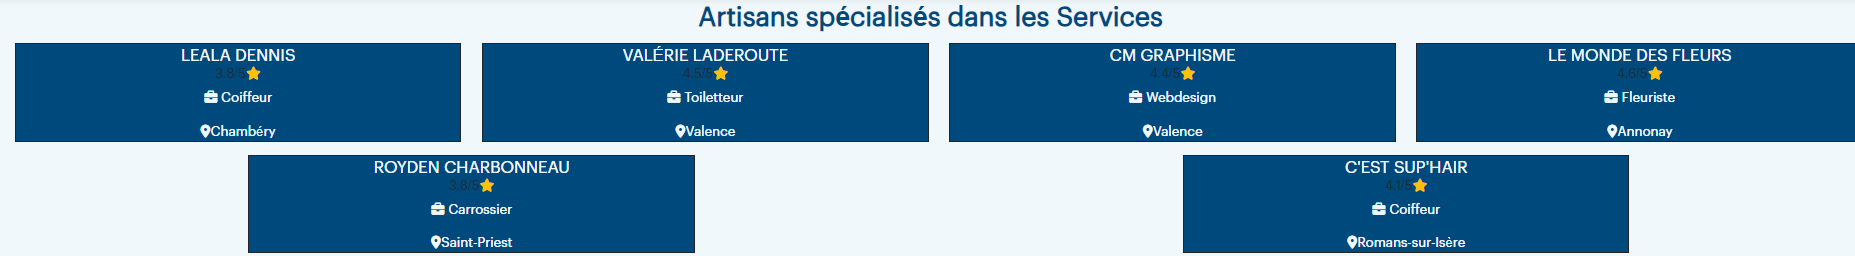 Artisans spécialisés dans les Services
LEALA DENNIS
3.8/5
Coiffeur
Chambéry
VALÉRIE LADEROUTE
4.5/5
Toiletteur
Valence
CM GRAPHISME
4.4/5
Webdesign
Valence
LE MONDE DES FLEURS
4.6/5
Fleuriste
Annonay
ROYDEN CHARBONNEAU
3.8/5
Carrossier
Saint-Priest
C'EST SUP'HAIR
4.1/5
Coiffeur
Romans-sur-Isère